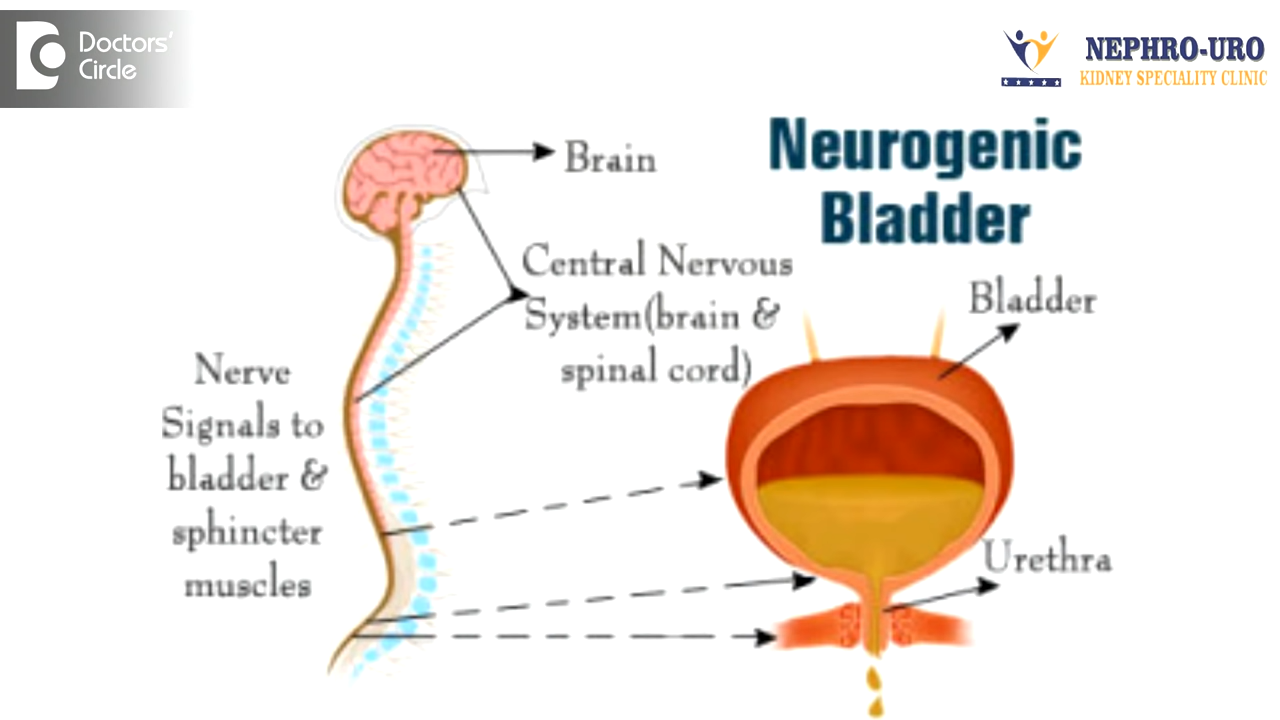 Doctors'
Circle
NEPHRO-URO
KIDNEY SPECIALITY CLINIC
Neurogenic
Bladder
Brain
Central Nervous
System(brain &
spinal cord)
Bladder
Nerve
Signals to
bladder &
sphincter
muscles
Urethra